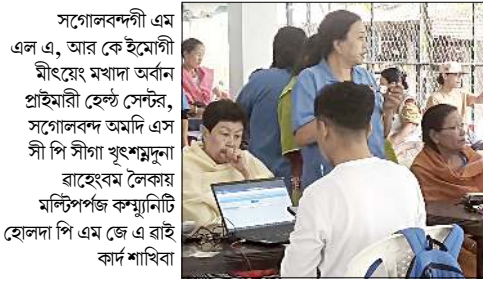 সগোলবন্দগী এম
এল এ, আর কে ইমোগী
মীৎয়েং মখাদা অর্বান
প্রাইমারী হেল্থ সেন্টর,
সগোলবন্দ অমদি এস
সী পি সীগা খূৎশম্নদুনা
ৱাহেংবম লৈকায়
মল্টিপর্পজ কম্ম্যুনিটি
হোলদা পি এম জে এ ৱাই
কার্দ শাখিবা